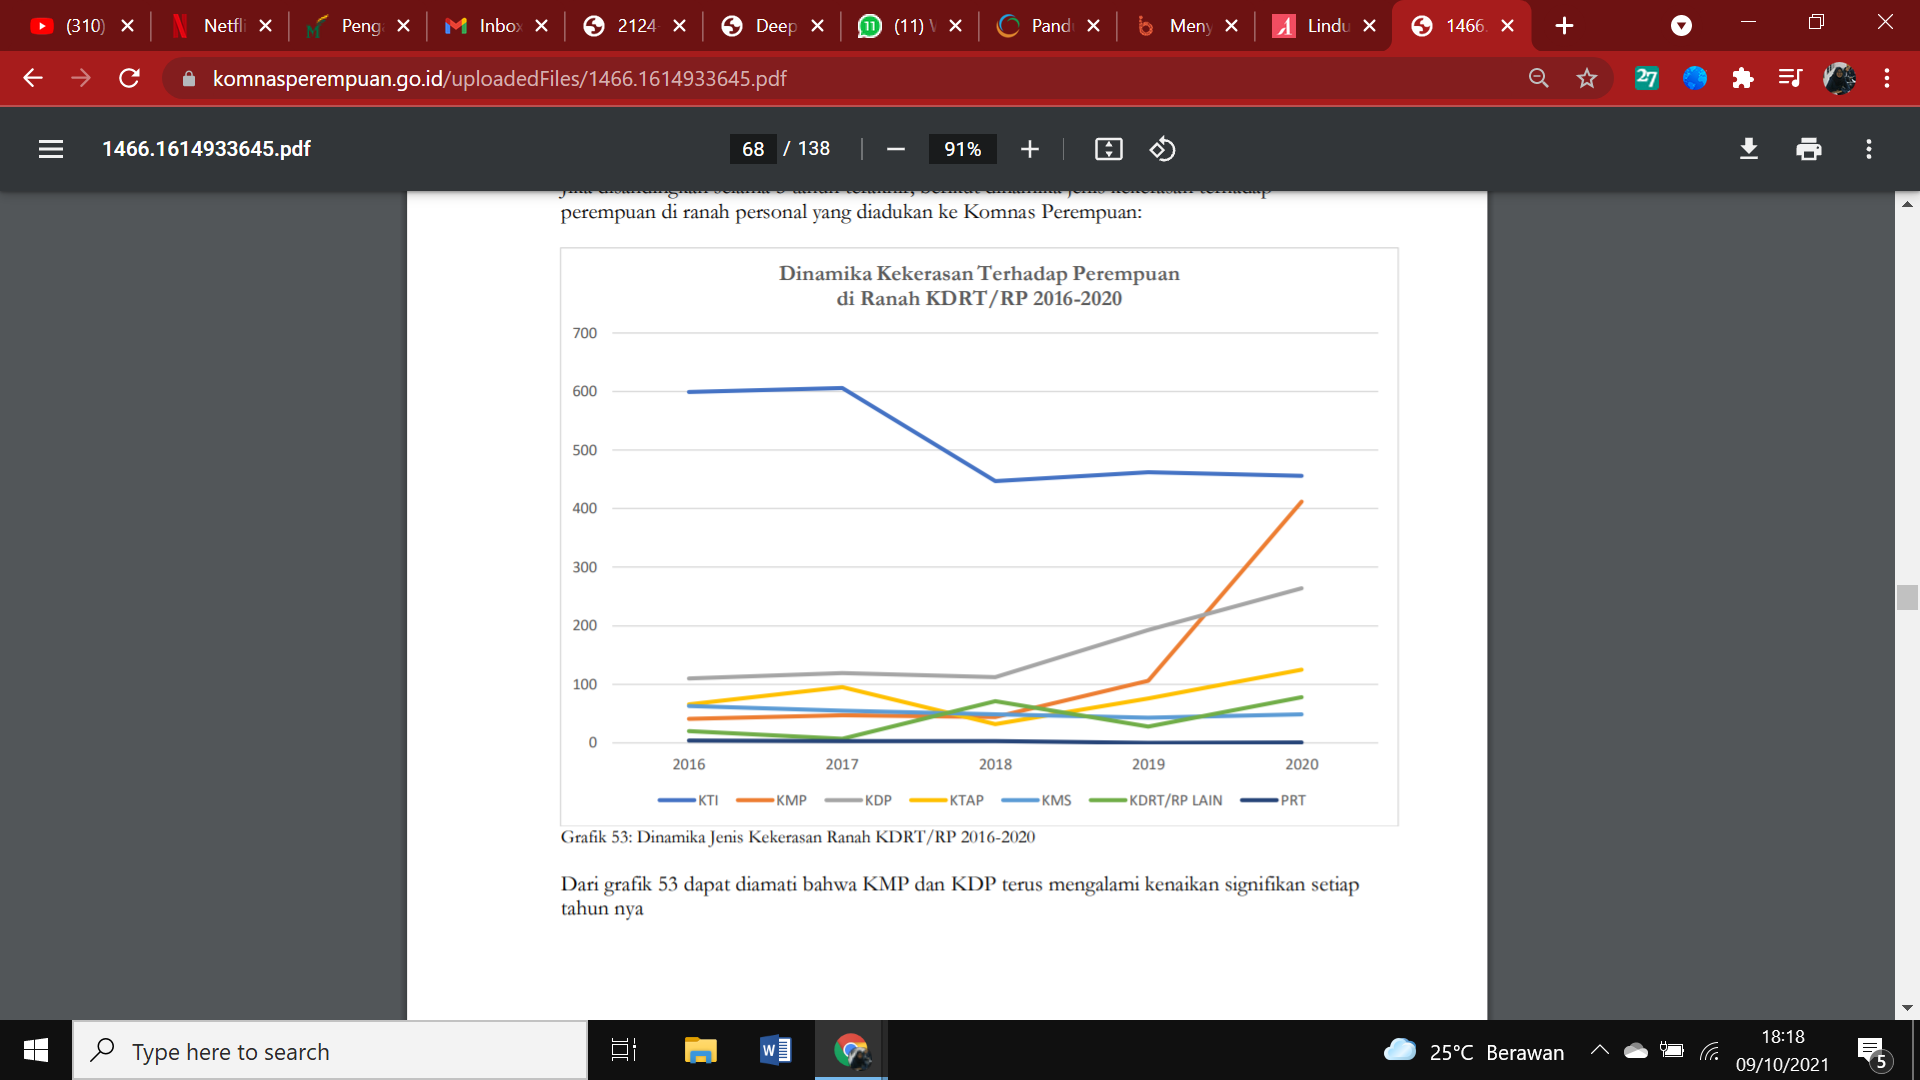 (310)
Netfli
Peng
Inbox
2124
Deep
(11) W
Pand
Meny
Lindu
1466.
komnasperempuan.go.id/uploadedFiles/1466.1614933645.pdf
27
1466.1614933645.pdf
68 / 138
91%
perempuan di ranah personal yang diadukan ke Komnas Perempuan:
Dinamika Kekerasan Terhadap Perempuan
di Ranah KDRT/RP 2016-2020
700
600
500
400
300
200
100
0
2016 2017 2018 2019 2020
KTI KMP KDP KTAP KMS KDRT/RP LAIN PRT
Grafik 53: Dinamika Jenis Kekerasan Ranah KDRT/RP 2016-2020
Dari grafik 53 dapat diamati bahwa KMP dan KDP terus mengalami kenaikan signifikan setiap
tahun nya
Type here to search
25°C Berawan
18:18
09/10/2021
5